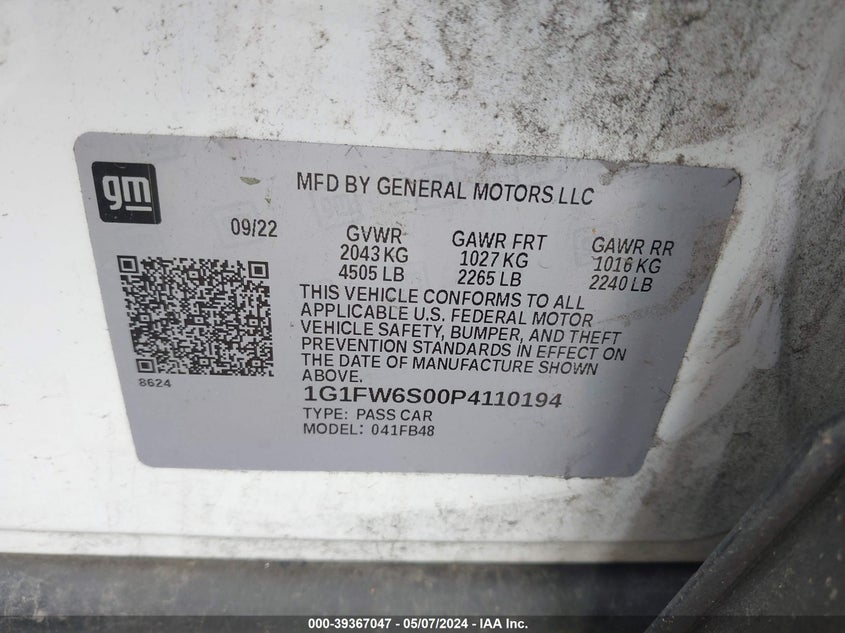 gm
MFD BY GENERAL MOTORS LLC
09/22
GVWR GAWR FRT GAWR RR
2043 KG 1027 KG 1016 KG
4505 LB 2265 LB 2240 LB
THIS VEHICLE CONFORMS TO ALL
APPLICABLE U.S. FEDERAL MOTOR
VEHICLE SAFETY, BUMPER, AND THEFT
PREVENTION STANDARDS IN EFFECT ON
THE DATE OF MANUFACTURE SHOWN
ABOVE.
8624
1G1FW6S00P4110194
TYPE: PASS CAR
MODEL: 041FB48
000-39367047 — 05/07/2024 - IAA Inc.